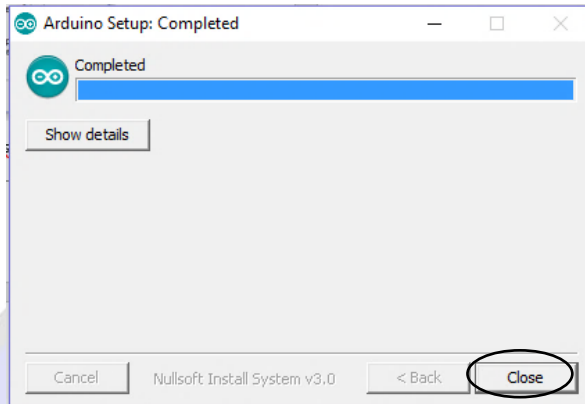 Arduino Setup: Completed
Completed
Show details
Cancel Nullsoft Install System v3.0 < Back Close